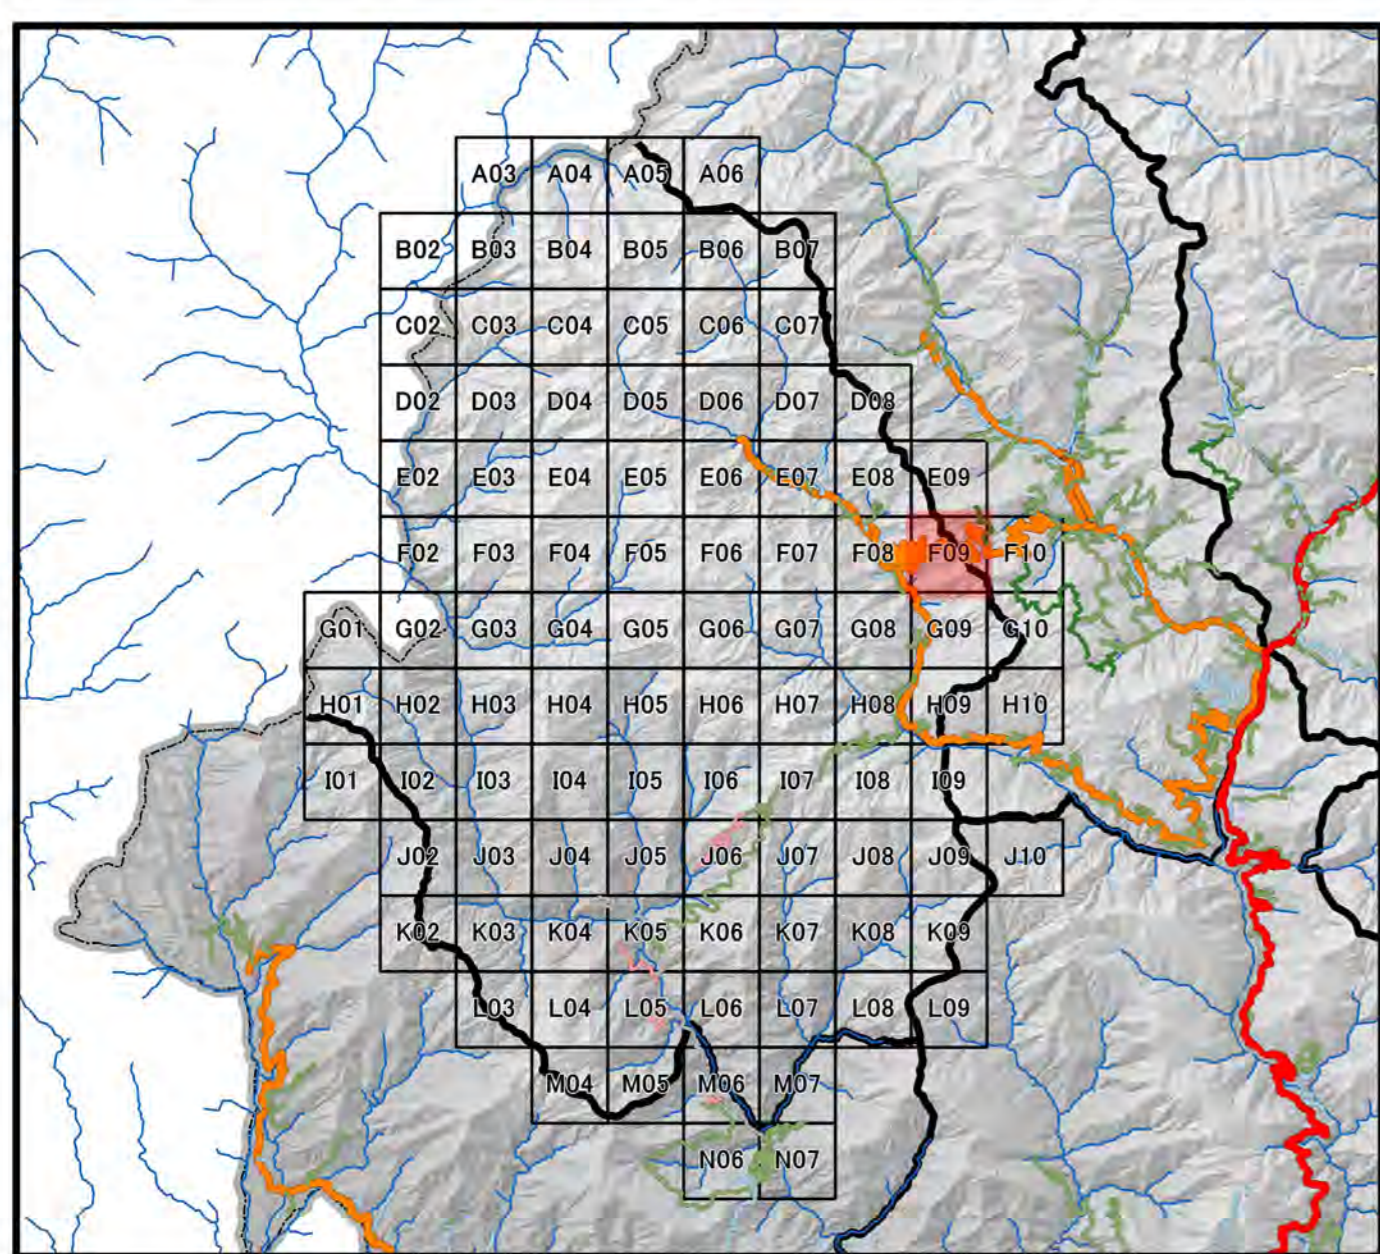 A03 A04 A05 A06
B02 B03 B04 B05 B06 B07
C02 C03 C04 C05 C06 C07
D02 D03 D04 D05 D06 D07 D08
E02 E03 E04 E05 E06 E07 E08 E09
F02 F03 F04 F05 F06 F07 F08 F09 F10
G01 G02 G03 G04 G05 G06 G07 G08 G09 G10
H01 H02 H03 H04 H05 H06 H07 H08 H09 H10
I01 I02 I03 I04 I05 I06 I07 I08 I09
J02 J03 J04 J05 J06 J07 J08 J09 J10
K02 K03 K04 K05 K06 K07 K08 K09
L03 L04 L05 L06 L07 L08 L09
M04 M05 M06 M07
N06 N07